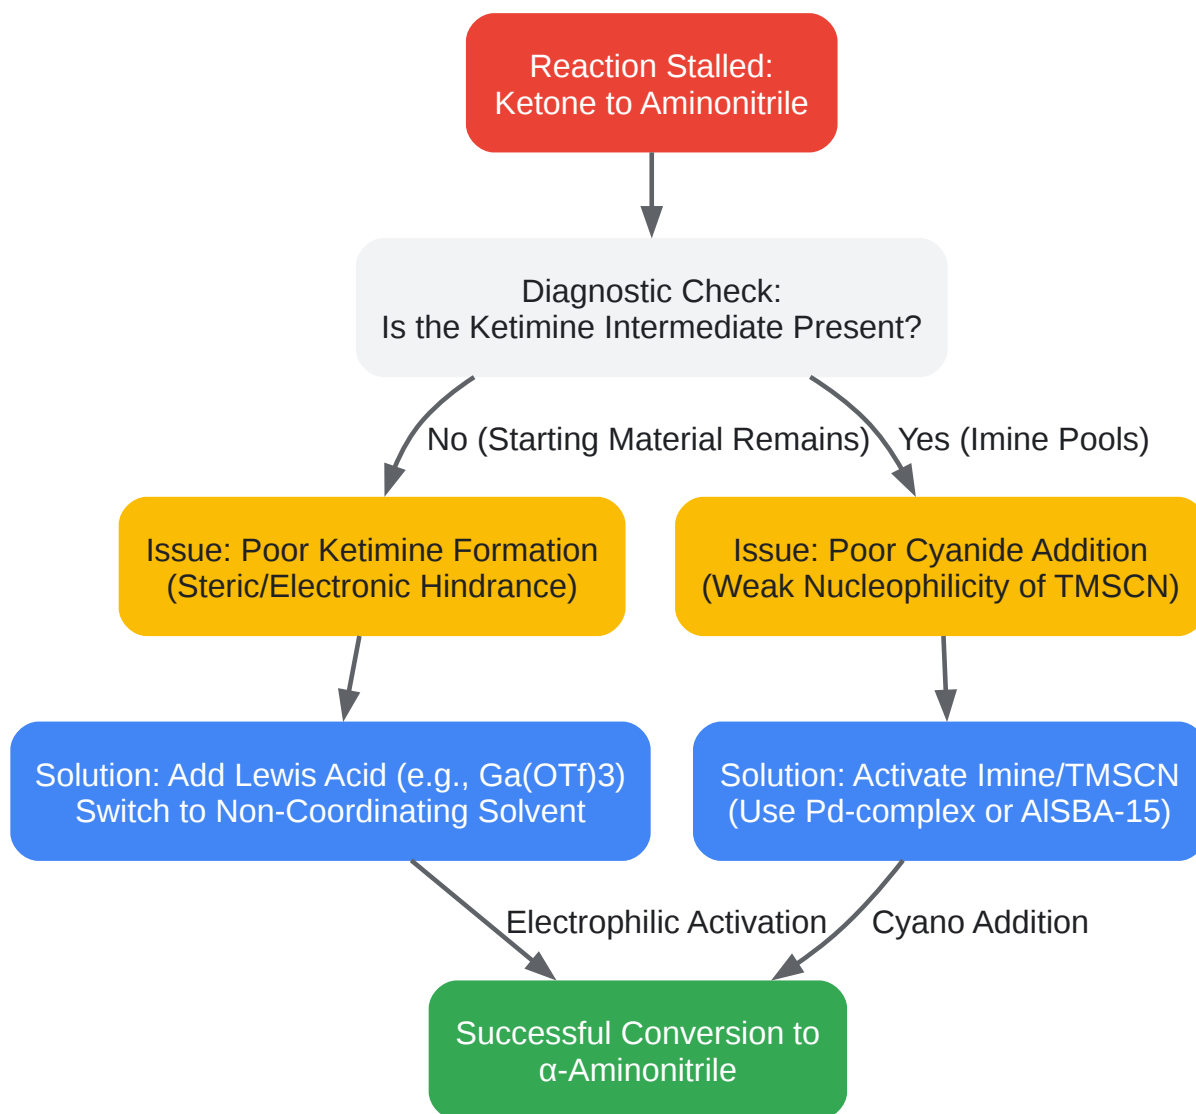 Reaction Stalled:
Ketone to Aminonitrile
Diagnostic Check:
Is the Ketimine Intermediate Present?
No (Starting Material Remains)
Yes (Imine Pools)
Issue: Poor Ketimine Formation
(Steric/Electronic Hindrance)
Issue: Poor Cyanide Addition
(Weak Nucleophilicity of TMSCN)
Solution: Add Lewis Acid (e.g., Ga(OTf)3)
Switch to Non-Coordinating Solvent
Solution: Activate Imine/TMSCN
(Use Pd-complex or AlSBA-15)
Electrophilic Activation
Cyano Addition
Successful Conversion to
α-Aminonitrile